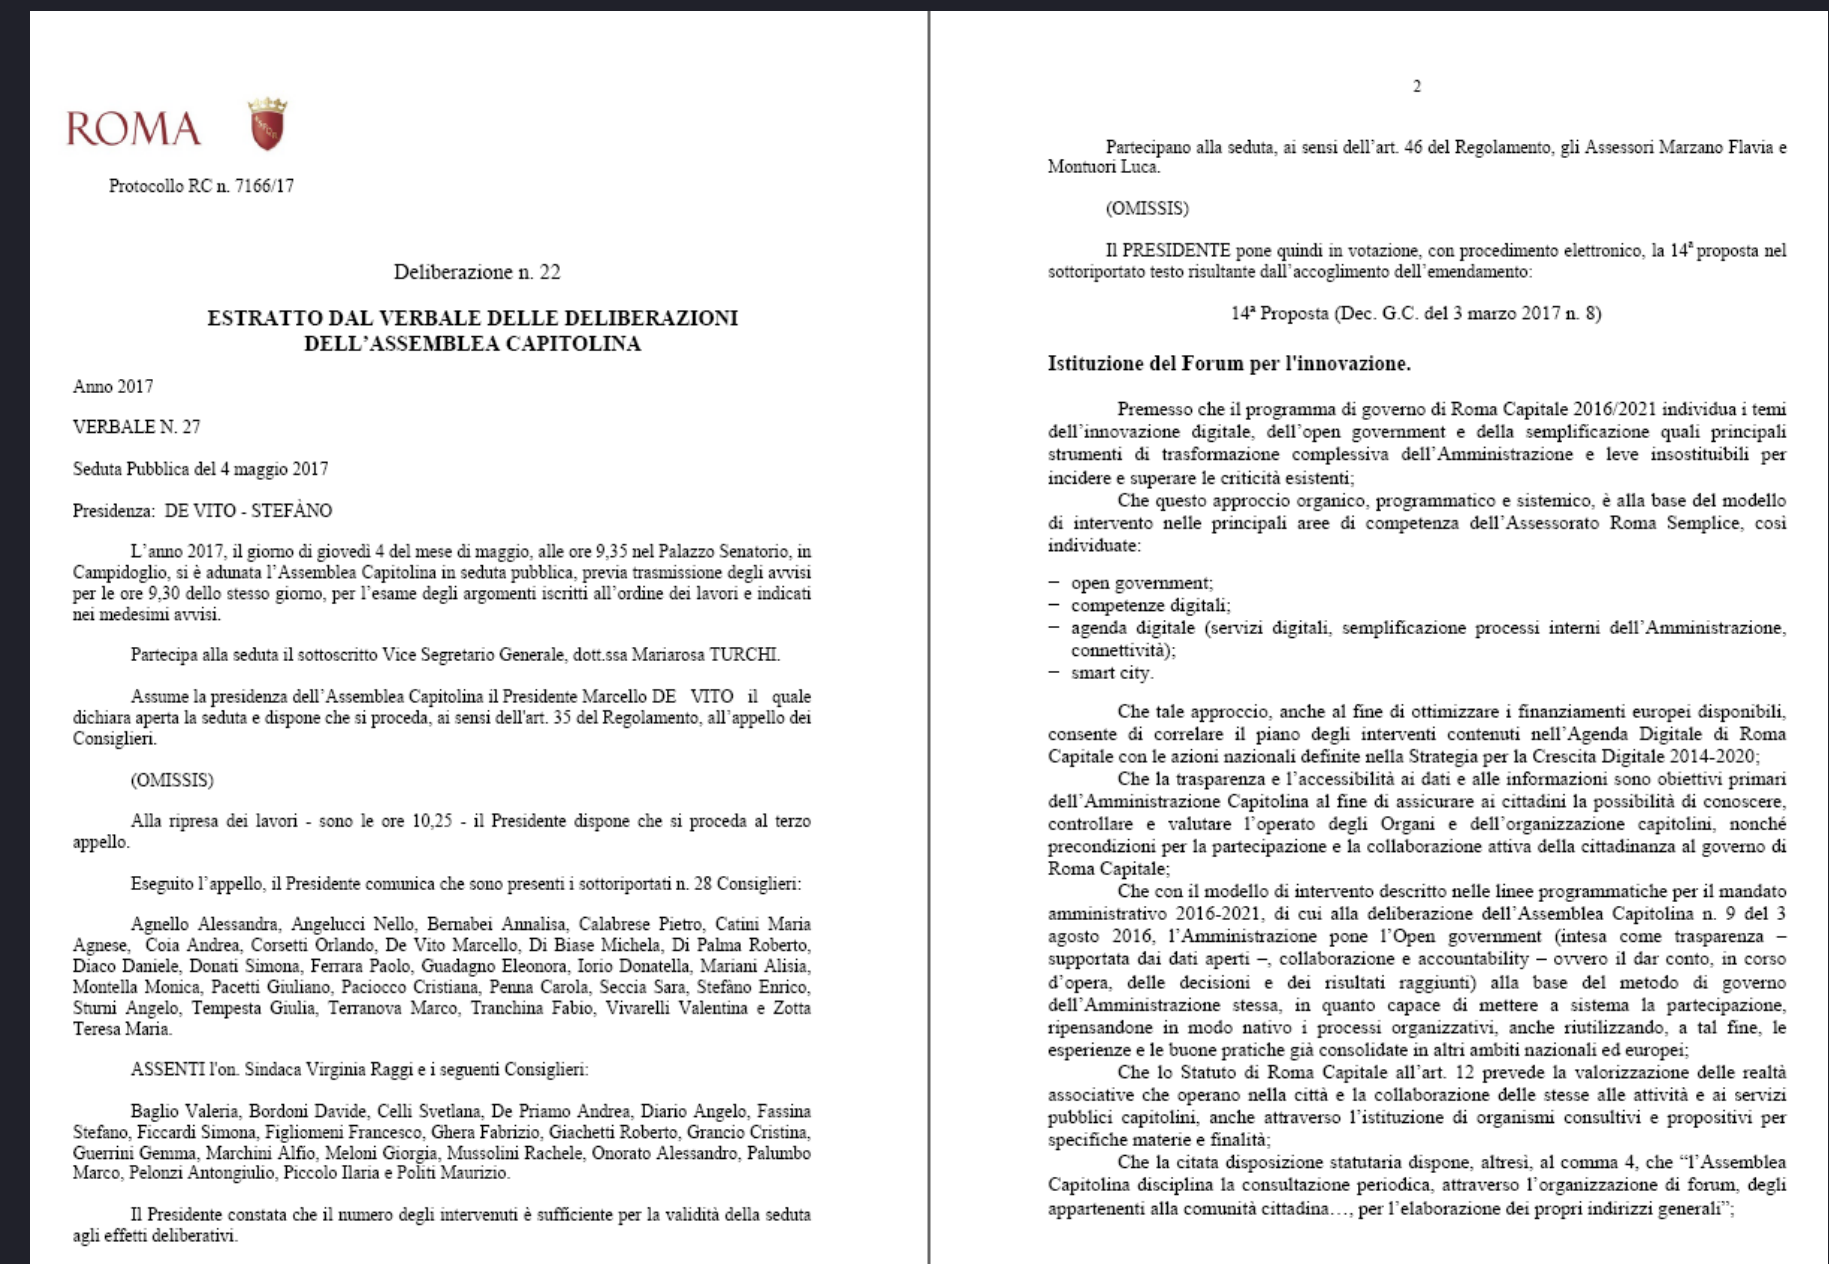 ROMA
Protocollo RC n. 7166/17
Deliberazione n. 22
ESTRATTO DAL VERBALE DELLE DELIBERAZIONI
DELL’ASSEMBLEA CAPITOLINA
Anno 2017
VERBALE N. 27
Seduta Pubblica del 4 maggio 2017
Presidenza: DE VITO - STEFÀNO
L’anno 2017, il giorno di giovedì 4 del mese di maggio, alle ore 9,35 nel Palazzo Senatorio, in
Campidoglio, si è adunata l’Assemblea Capitolina in seduta pubblica, previa trasmissione degli avvisi
per le ore 9,30 dello stesso giorno, per l’esame degli argomenti iscritti all’ordine dei lavori e indicati
nei medesimi avvisi.
Partecipa alla seduta il sottoscritto Vice Segretario Generale, dott.ssa Mariarosa TURCHI.
Assume la presidenza dell’Assemblea Capitolina il Presidente Marcello DE VITO il quale
dichiara aperta la seduta e dispone che si proceda, ai sensi dell'art. 35 del Regolamento, all’appello dei
Consiglieri.
(OMISSIS)
Alla ripresa dei lavori - sono le ore 10,25 - il Presidente dispone che si proceda al terzo
appello.
Eseguito l’appello, il Presidente comunica che sono presenti i sottoriportati n. 28 Consiglieri:
Agnello Alessandra, Angelucci Nello, Bernabei Annalisa, Calabrese Pietro, Catini Maria
Agnese, Coia Andrea, Corsetti Orlando, De Vito Marcello, Di Biase Michela, Di Palma Roberto,
Diaco Daniele, Donati Simona, Ferrara Paolo, Guadagno Eleonora, Iorio Donatella, Mariani Alisia,
Montella Monica, Pacetti Giuliano, Paciocco Cristiana, Penna Carola, Seccia Sara, Stefàno Enrico,
Sturni Angelo, Tempesta Giulia, Terranova Marco, Tranchina Fabio, Vivarelli Valentina e Zotta
Teresa Maria.
ASSENTI l'on. Sindaca Virginia Raggi e i seguenti Consiglieri:
Baglio Valeria, Bordoni Davide, Celli Svetlana, De Priamo Andrea, Diario Angelo, Fassina
Stefano, Ficcardi Simona, Figliomeni Francesco, Ghera Fabrizio, Giachetti Roberto, Grancio Cristina,
Guerrini Gemma, Marchini Alfio, Meloni Giorgia, Mussolini Rachele, Onorato Alessandro, Palumbo
Marco, Pelonzi Antongiulio, Piccolo Ilaria e Politi Maurizio.
Il Presidente constata che il numero degli intervenuti è sufficiente per la validità della seduta
agli effetti deliberativi.
2
Partecipano alla seduta, ai sensi dell’art. 46 del Regolamento, gli Assessori Marzano Flavia e
Montuori Luca.
(OMISSIS)
Il PRESIDENTE pone quindi in votazione, con procedimento elettronico, la 14ª proposta nel
sottoriportato testo risultante dall’accoglimento dell’emendamento:
14ª Proposta (Dec. G.C. del 3 marzo 2017 n. 8)
Istituzione del Forum per l'innovazione.
Premesso che il programma di governo di Roma Capitale 2016/2021 individua i temi
dell’innovazione digitale, dell’open government e della semplificazione quali principali
strumenti di trasformazione complessiva dell’Amministrazione e leve insostituibili per
incidere e superare le criticità esistenti;
Che questo approccio organico, programmatico e sistemico, è alla base del modello
di intervento nelle principali aree di competenza dell’Assessorato Roma Semplice, così
individuate:
− open government;
− competenze digitali;
− agenda digitale (servizi digitali, semplificazione processi interni dell’Amministrazione,
connettività);
− smart city.
Che tale approccio, anche al fine di ottimizzare i finanziamenti europei disponibili,
consente di correlare il piano degli interventi contenuti nell’Agenda Digitale di Roma
Capitale con le azioni nazionali definite nella Strategia per la Crescita Digitale 2014-2020;
Che la trasparenza e l’accessibilità ai dati e alle informazioni sono obiettivi primari
dell’Amministrazione Capitolina al fine di assicurare ai cittadini la possibilità di conoscere,
controllare e valutare l’operato degli Organi e dell’organizzazione capitolini, nonché
precondizioni per la partecipazione e la collaborazione attiva della cittadinanza al governo di
Roma Capitale;
Che con il modello di intervento descritto nelle linee programmatiche per il mandato
amministrativo 2016-2021, di cui alla deliberazione dell’Assemblea Capitolina n. 9 del 3
agosto 2016, l’Amministrazione pone l’Open government (intesa come trasparenza –
supportata dai dati aperti –, collaborazione e accountability – ovvero il dar conto, in corso
d’opera, delle decisioni e dei risultati raggiunti) alla base del metodo di governo
dell’Amministrazione stessa, in quanto capace di mettere a sistema la partecipazione,
ripensandone in modo nativo i processi organizzativi, anche riutilizzando, a tal fine, le
esperienze e le buone pratiche già consolidate in altri ambiti nazionali ed europei;
Che lo Statuto di Roma Capitale all’art. 12 prevede la valorizzazione delle realtà
associative che operano nella città e la collaborazione delle stesse alle attività e ai servizi
pubblici capitolini, anche attraverso l’istituzione di organismi consultivi e propositivi per
specifiche materie e finalità;
Che la citata disposizione statutaria dispone, altresì, al comma 4, che “l’Assemblea
Capitolina disciplina la consultazione periodica, attraverso l’organizzazione di forum, degli
appartenenti alla comunità cittadina…, per l’elaborazione dei propri indirizzi generali”;